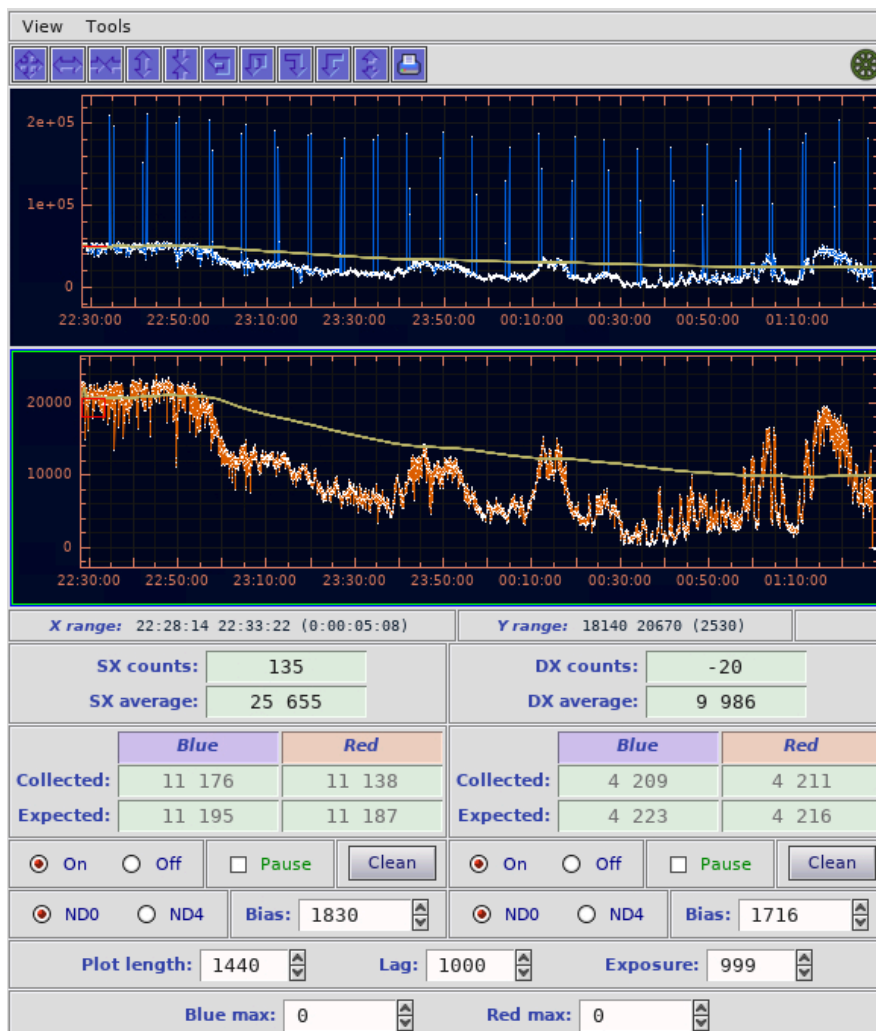 View Tools
2e+05
1e+05
0
22:30:00 22:50:00 23:10:00 23:30:00 23:50:00 00:10:00 00:30:00 00:50:00 01:10:00
20000
10000
0
22:30:00 22:50:00 23:10:00 23:30:00 23:50:00 00:10:00 00:30:00 00:50:00 01:10:00
X range: 22:28:14 22:33:22 (0:00:05:08) Y range: 18140 20670 (2530)
SX counts: 135 DX counts: -20
SX average: 25 655 DX average: 9 986
Blue Red Blue Red
Collected: 11 176 11 138 Collected: 4 209 4 211
Expected: 11 195 11 187 Expected: 4 223 4 216
On Off Pause Clean On Off Pause Clean
ND0 ND4 Bias: 1830 ND0 ND4 Bias: 1716
Plot length: 1440 Lag: 1000 Exposure: 999
Blue max: 0 Red max: 0